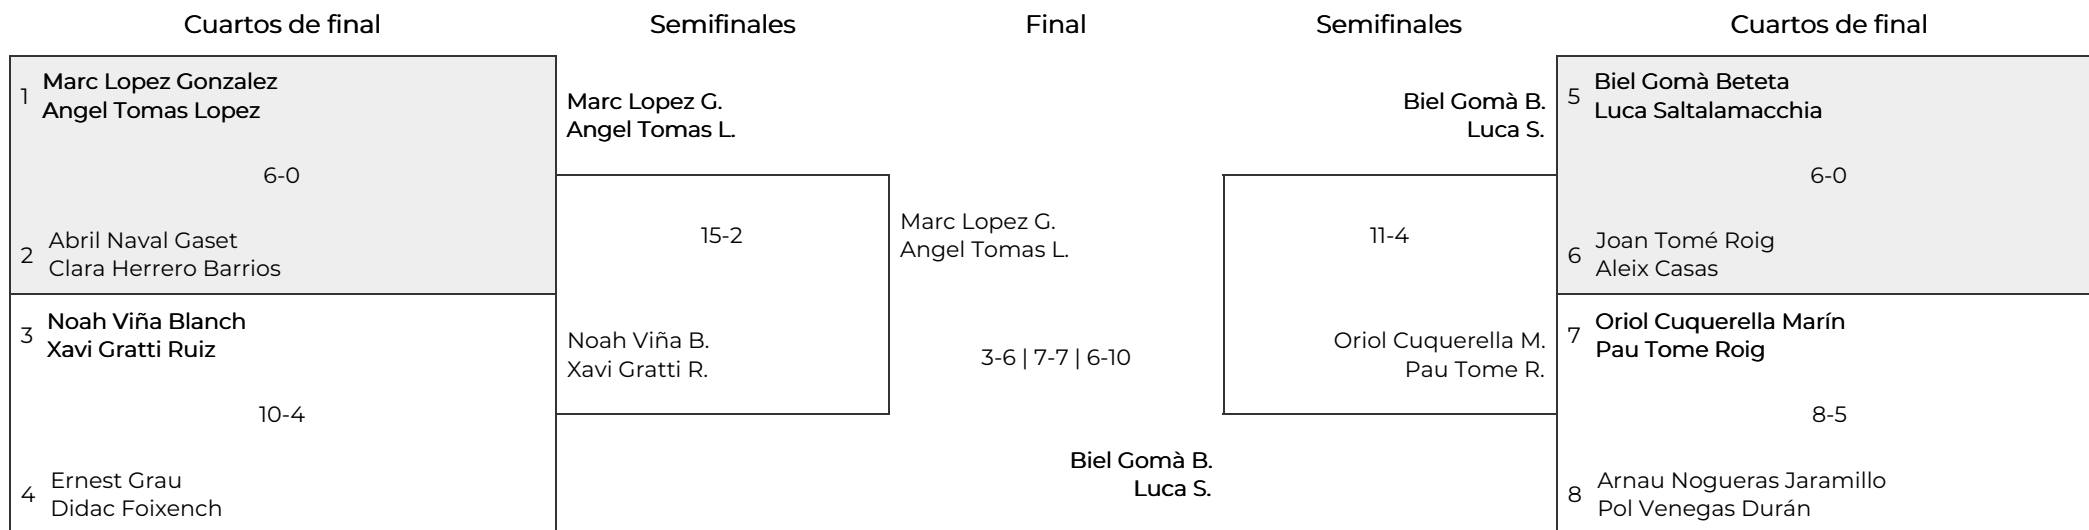 Cuartos de final
Semifinales
Final
Semifinales
Cuartos de final
1
Marc Lopez Gonzalez
Angel Tomas Lopez
6-0
2
Abril Naval Gaset
Clara Herrero Barrios
3
Noah Viña Blanch
Xavi Gratti Ruiz
10-4
4
Ernest Grau
Didac Foixench
Marc Lopez G.
Angel Tomas L.
15-2
Noah Viña B.
Xavi Gratti R.
Marc Lopez G.
Angel Tomas L.
3-6 | 7-7 | 6-10
Biel Gomà B.
Luca S.
Biel Gomà B.
Luca S.
11-4
Oriol Cuquerella M.
Pau Tome R.
5
Biel Gomà Beteta
Luca Saltalamacchia
6-0
6
Joan Tomé Roig
Aleix Casas
7
Oriol Cuquerella Marín
Pau Tome Roig
8-5
8
Arnau Nogueras Jaramillo
Pol Venegas Durán